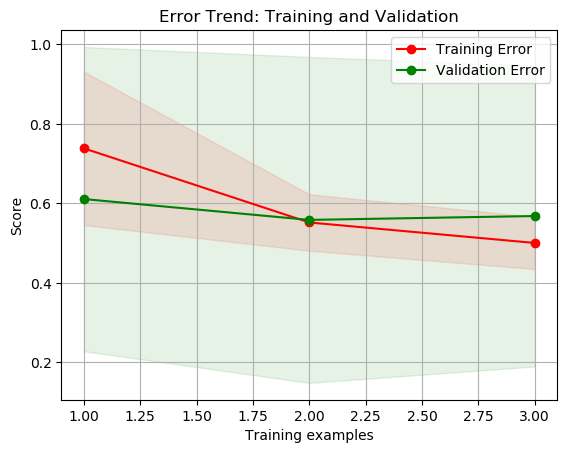 Error Trend: Training and Validation
Training Error
Validation Error
Score
1.0
0.8
0.6
0.4
0.2
1.00 1.25 1.50 1.75 2.00 2.25 2.50 2.75 3.00
Training examples